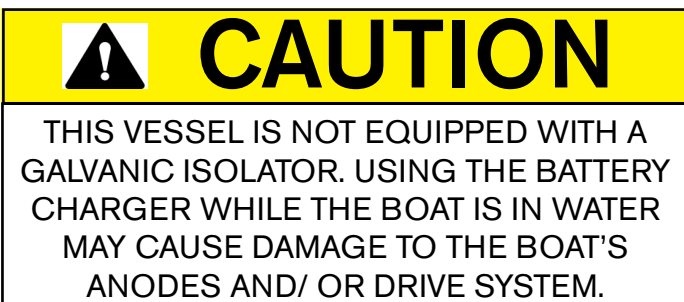 CAUTION
THIS VESSEL IS NOT EQUIPPED WITH A
GALVANIC ISOLATOR. USING THE BATTERY
CHARGER WHILE THE BOAT IS IN WATER
MAY CAUSE DAMAGE TO THE BOAT'S
ANODES AND/ OR DRIVE SYSTEM.